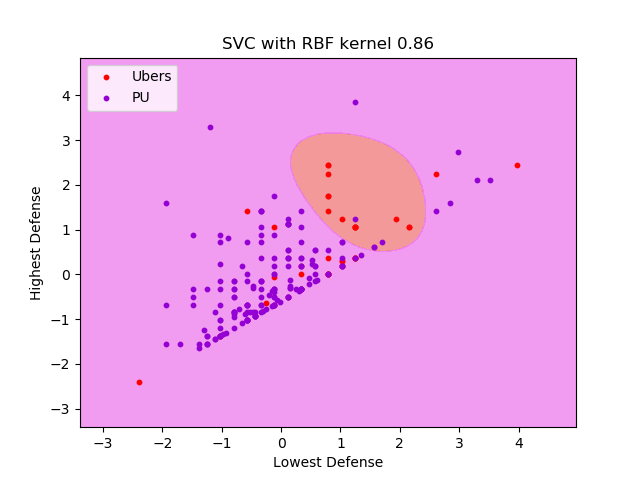 SVC with RBF kernel 0.86
Ubers
PU
Highest Defense
4
3
2
1
0
−1
−2
−3
−3 −2 −1 0 1 2 3 4
Lowest Defense